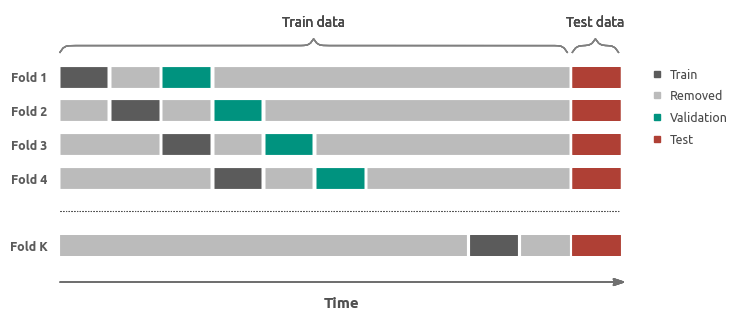 Train data
Test data
Fold 1
Fold 2
Fold 3
Fold 4
Fold K
Train
Removed
Validation
Test
Time